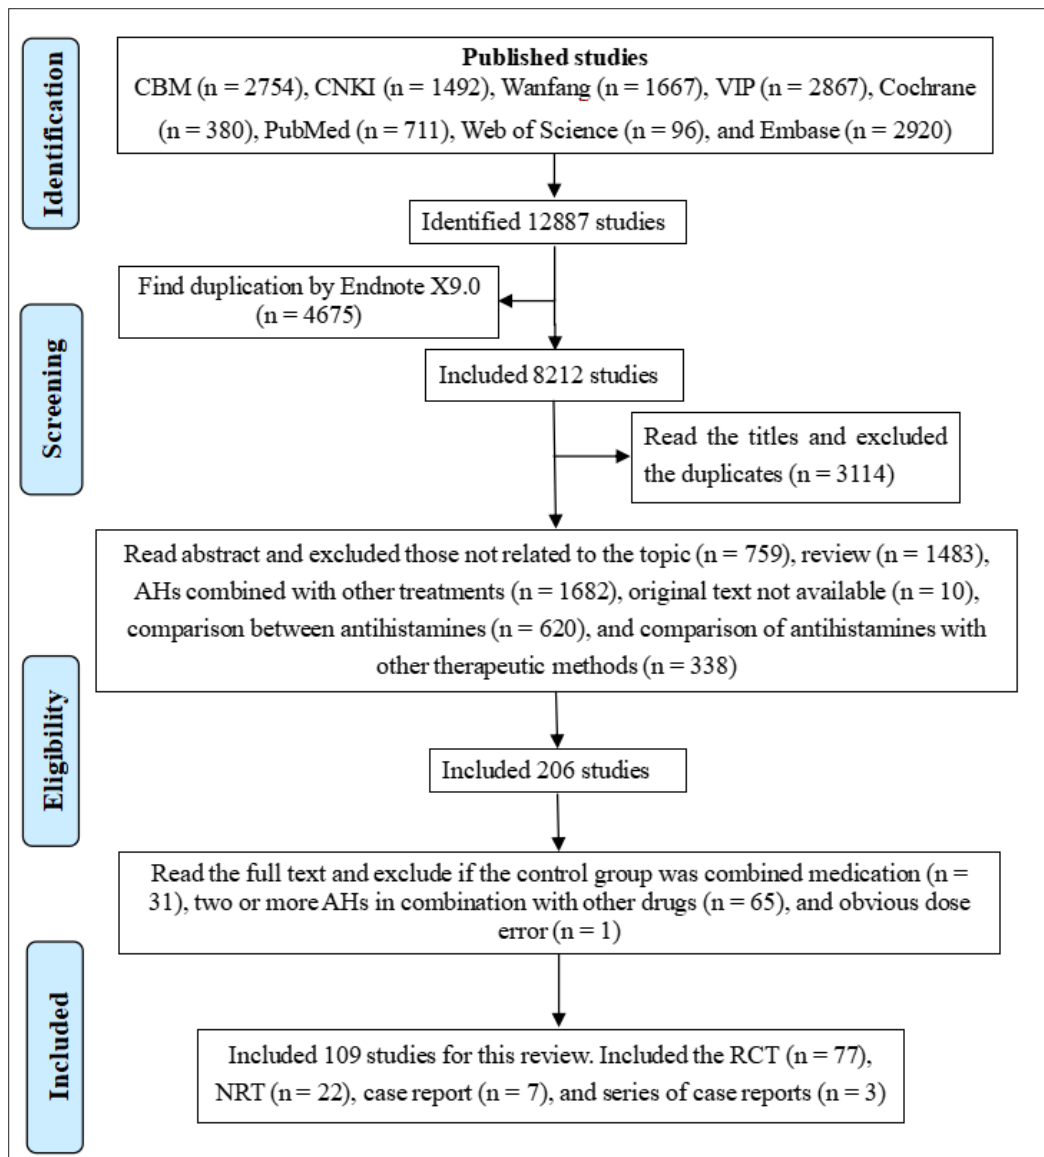 Identification
Published studies
CBM (n = 2754), CNKI (n = 1492), Wanfang (n = 1667), VIP (n = 2867), Cochrane
(n = 380), PubMed (n = 711), Web of Science (n = 96), and Embase (n = 2920)
Identified 12887 studies
Find duplication by Endnote X9.0
(n = 4675)
Screening
Included 8212 studies
Read the titles and excluded
the duplicates (n = 3114)
Read abstract and excluded those not related to the topic (n = 759), review (n = 1483),
AHs combined with other treatments (n = 1682), original text not available (n = 10),
comparison between antihistamines (n = 620), and comparison of antihistamines with
other therapeutic methods (n = 338)
Eligibility
Included 206 studies
Read the full text and exclude if the control group was combined medication (n =
31), two or more AHs in combination with other drugs (n = 65), and obvious dose
error (n = 1)
Included
Included 109 studies for this review. Included the RCT (n = 77),
NRT (n = 22), case report (n = 7), and series of case reports (n = 3)